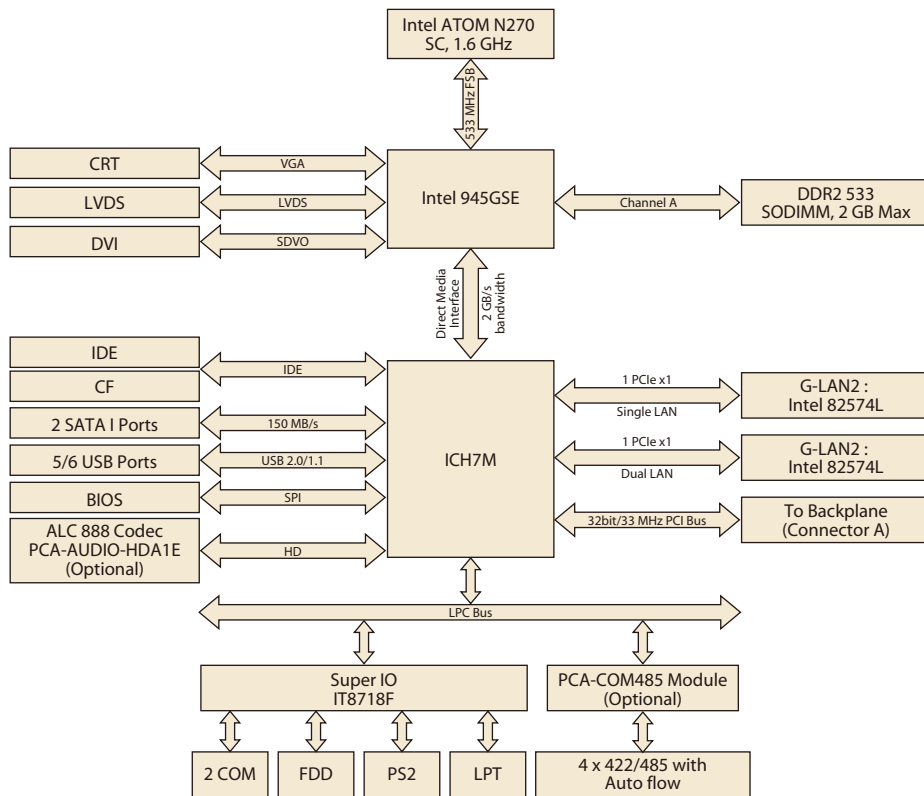 Intel ATOM N270
SC, 1.6 GHz
533 MHz FSB
CRT
VGA
LVDS
LVDS
DVI
SDVO
Intel 945GSE
Channel A
DDR2 533
SODIMM, 2 GB Max
Direct Media
Interface
2 GB/s
bandwidth
IDE
CF
IDE
2 SATA I Ports
150 MB/s
5/6 USB Ports
USB 2.0/1.1
BIOS
SPI
ALC 888 Codec
PCA-AUDIO-HDA1E
(Optional)
HD
ICH7M
1 PCIe x1
Single LAN
G-LAN2 :
Intel 82574L
1 PCIe x1
Dual LAN
G-LAN2 :
Intel 82574L
32bit/33 MHz PCI Bus
To Backplane
(Connector A)
LPC Bus
Super IO
IT8718F
PCA-COM485 Module
(Optional)
2 COM
FDD
PS2
LPT
4 x 422/485 with
Auto flow